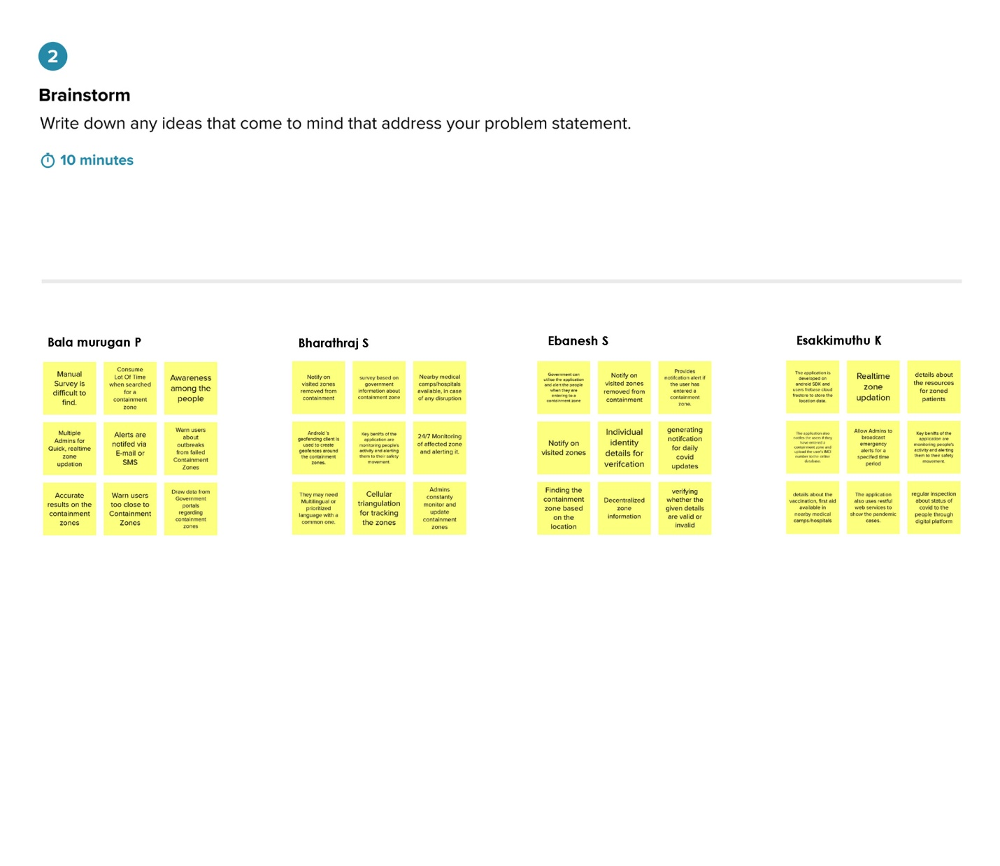 2
Brainstorm
Write down any ideas that come to mind that address your problem statement.
10 minutes
Bala murugan P
Manual
Survey is
difficult to
find.
Consume
Lot Of Time
when searched
for a
containment
zone
Awareness
among the
people
Multiple
Admins for
Quick, realtime
zone
updation
Alerts are
notifed via
E-mail or
SMS
Warn users
about
outbreaks
from failed
Containment
Zones
Accurate
results on the
containment
zones
Warn users
too close to
Containment
Zones
Draw data from
Government
portals
regarding
containment
zones
Bharathraj S
Notify on
visited zones
removed from
containment
survey based on
government
information about
containment zone
Nearby medical
camps/hospitals
available, in case
of any disruption
Android 's
geofencing client is
used to create
geofences around
the containment
zones.
Key benifts of the
application are
monitoring people's
activity and alerting
them to their safety
movement.
24/7 Monitoring
of affected zone
and alerting it.
They may need
Multilingual or
prioritized
language with a
common one.
Cellular
triangulation
for tracking
the zones
Admins
constanty
monitor and
update
containment
zones
Ebanesh S
Government can
utilise the application
and alert the people
when they are
entering to a
containment zone
Notify on
visited zones
removed from
containment
Provides
notifcation alert if
the user has
entered a
containment
zone.
Notify on
visited zones
Individual
identity
details for
verifcation
generating
notifcation
for daily
covid
updates
Finding the
containment
zone based
on the
location
Decentralized
zone
information
verifying
whether the
given details
are valid or
invalid
Esakkimuthu K
The application is
developed on
android SDK and
users firebase cloud
firestore to store the
location data.
Realtime
zone
updation
details about
the resources
for zoned
patients
The application also
notifies the users if they
have entered a
containment zone and
upload the user's IMEI
number to the online
database.
Allow Admins to
broadcast
emergency
alerts for a
specifed time
period
Key benifts of the
application are
monitoring people's
activity and alerting
them to their safety
movement.
details about the
vaccination, first aid
available in
nearby medical
camps/hospitals
The application
also uses restful
web services to
show the pandemic
cases.
regular inspection
about status of
covid to the
people through
digital platform